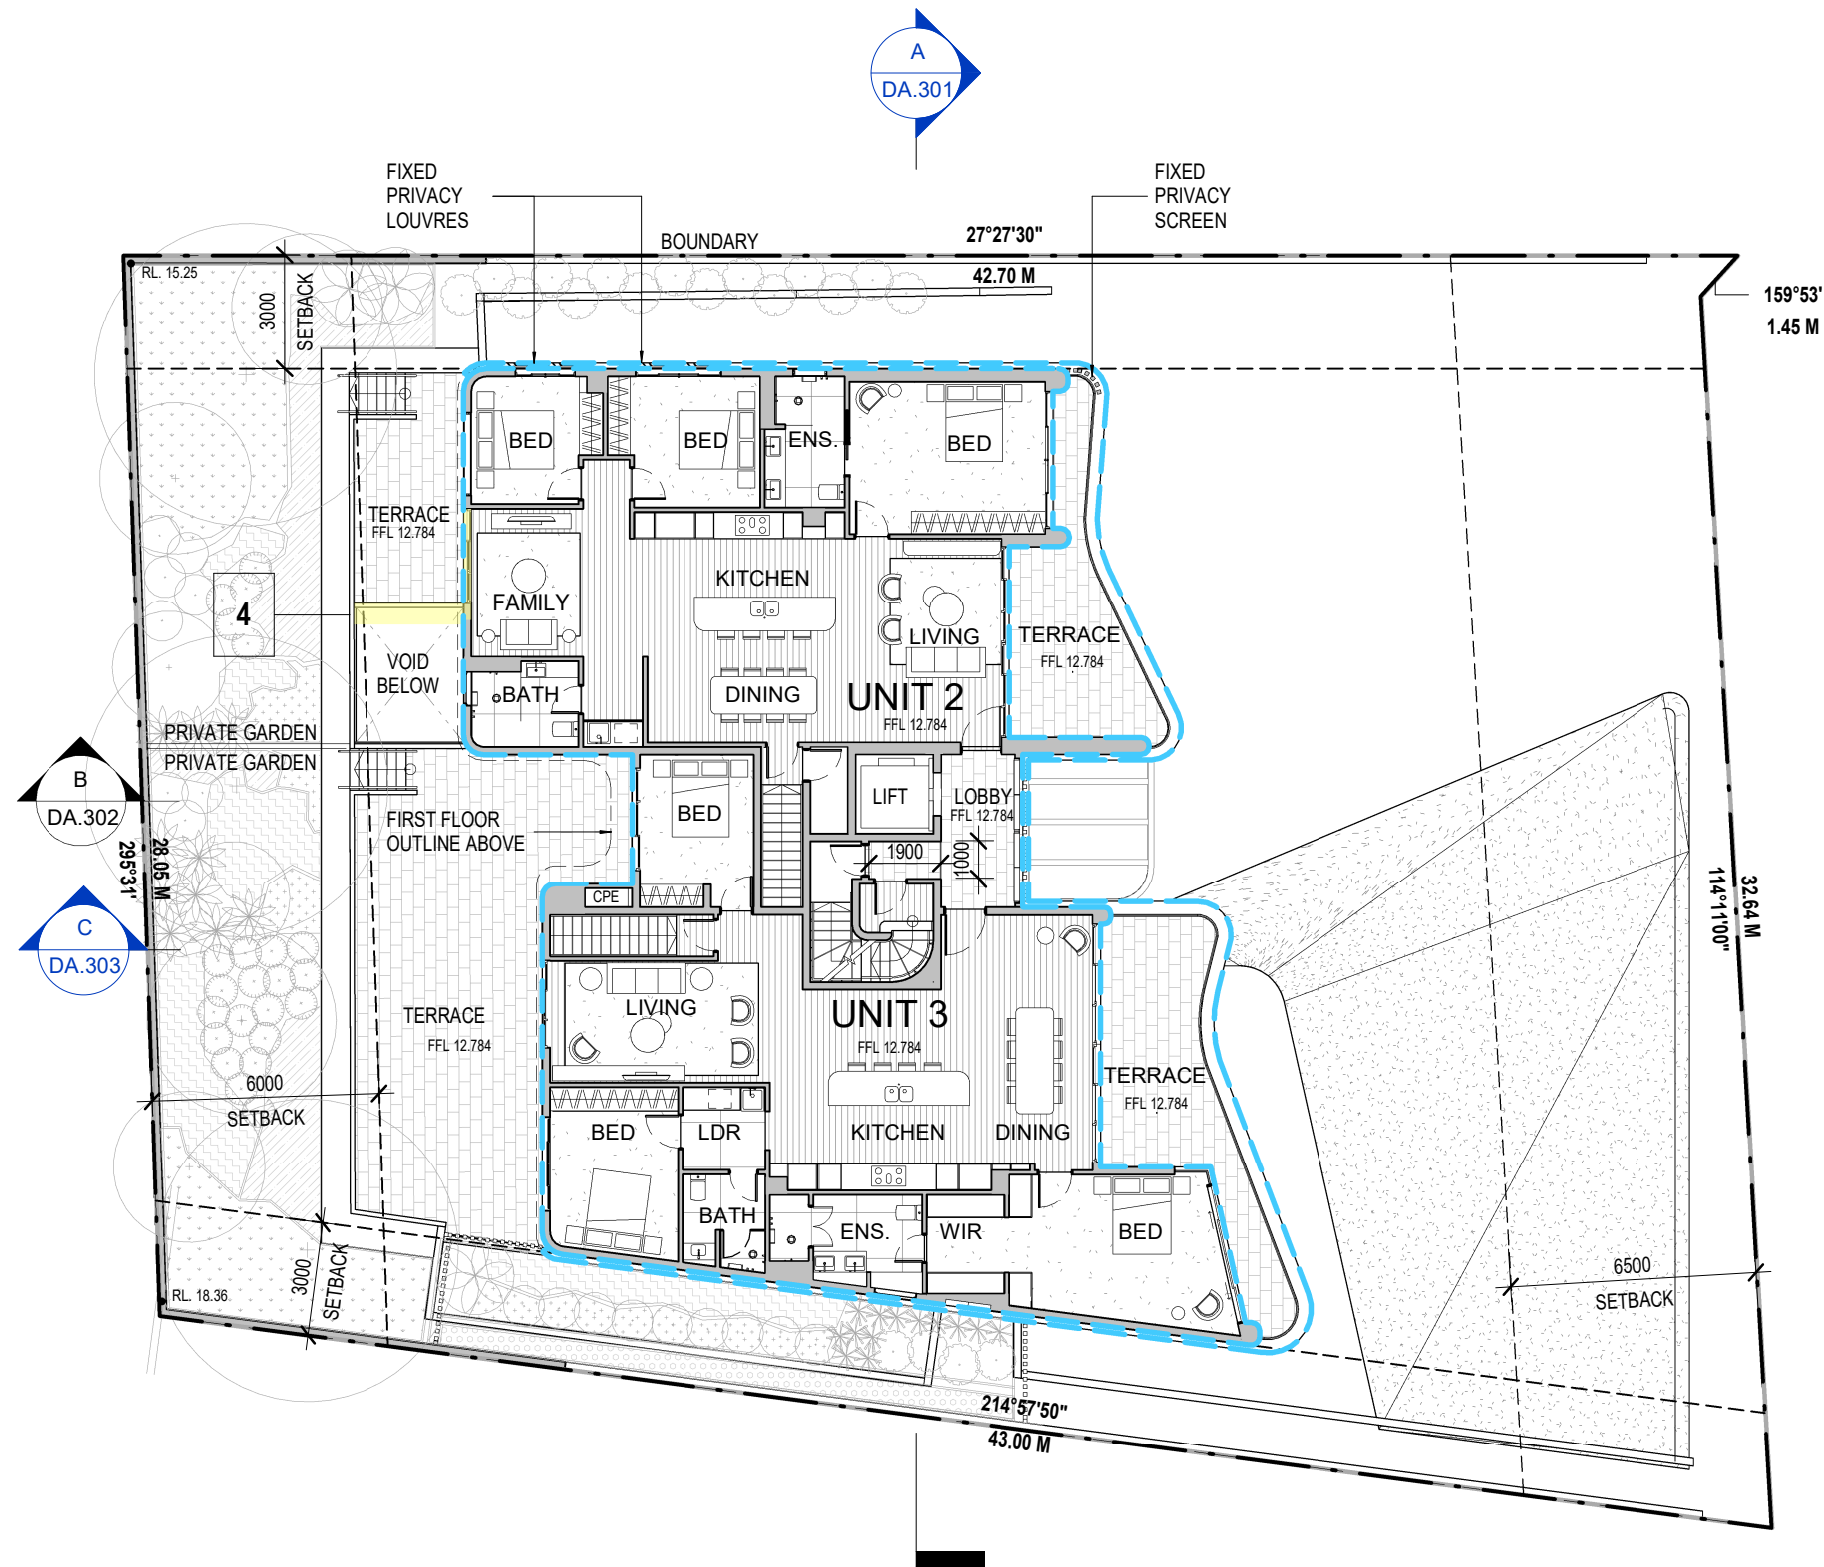 A
DA.301
FIXED
PRIVACY
LOUVRES
FIXED
PRIVACY
SCREEN
BOUNDARY
27°27'30"
42.70 M
159°53'
1.45 M
RL. 15.25
3000
SETBACK
BED
BED
ENS.
BED
TERRACE
FFL 12.784
KITCHEN
FAMILY
4
LIVING
TERRACE
FFL 12.784
VOID
BELOW
BATH
DINING
UNIT 2
FFL 12.784
PRIVATE GARDEN
PRIVATE GARDEN
B
DA.302
BED
LIFT
LOBBY
FFL 12.784
FIRST FLOOR
OUTLINE ABOVE
1900
1000
28.05 M
295°31'
CPE
32.64 M
114°11'00"
C
DA.303
LIVING
UNIT 3
FFL 12.784
TERRACE
FFL 12.784
6000
SETBACK
TERRACE
FFL 12.784
BED
LDR
KITCHEN
DINING
BATH
ENS.
WIR
BED
3000
SETBACK
RL. 18.36
6500
SETBACK
214°57'50"
43.00 M